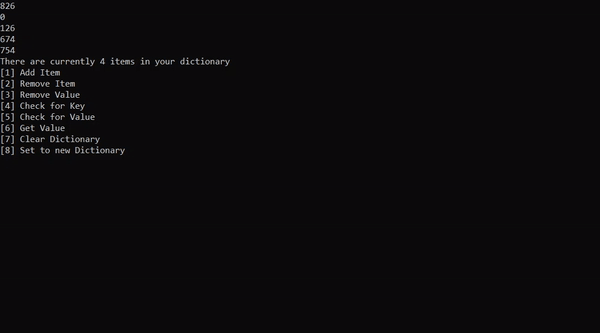 826
0
126
674
754
There are currently 4 items in your dictionary
[1] Add Item
[2] Remove Item
[3] Remove Value
[4] Check for Key
[5] Check for Value
[6] Get Value
[7] Clear Dictionary
[8] Set to new Dictionary